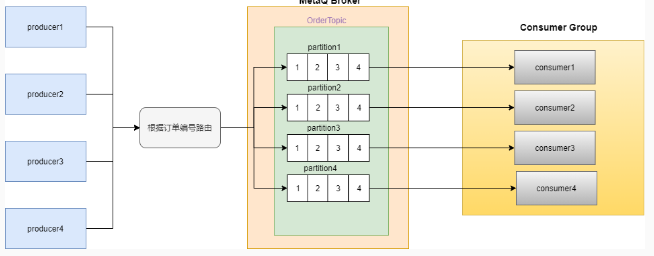 MetaQ Broker
OrderTopic
Consumer Group
producer1
producer2
producer3
producer4
根据订单编号路由
partition1
1 2 3 4
partition2
1 2 3 4
partition3
1 2 3 4
partition4
1 2 3 4
consumer1
consumer2
consumer3
consumer4